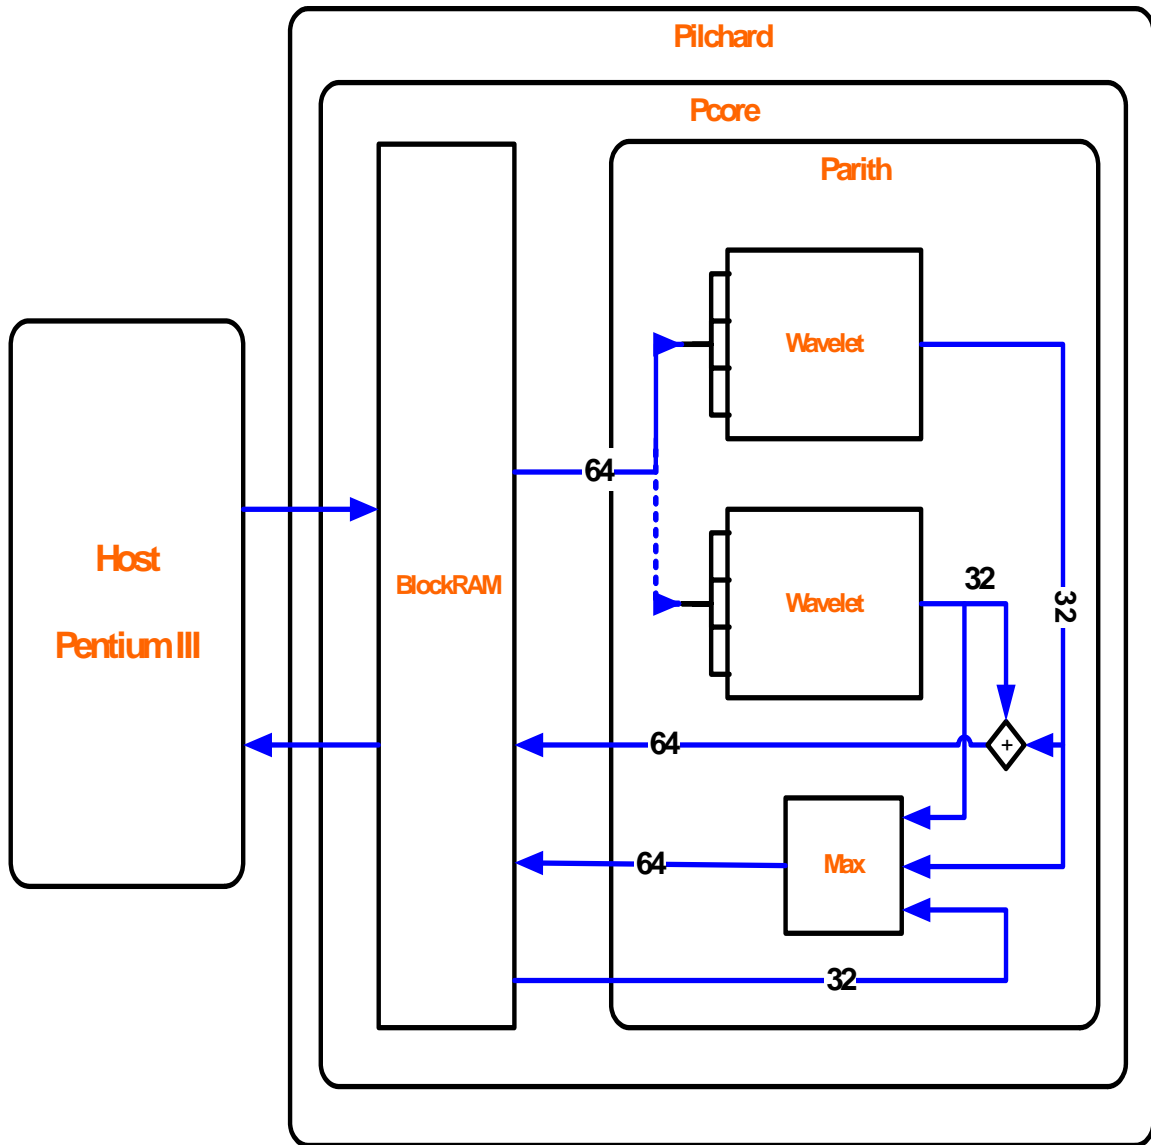 Pilchard
Pcore
Parith
Wavelet
64
Host
Pentium III
BlockRAM
Wavelet
32
32
64
+
64
Max
32